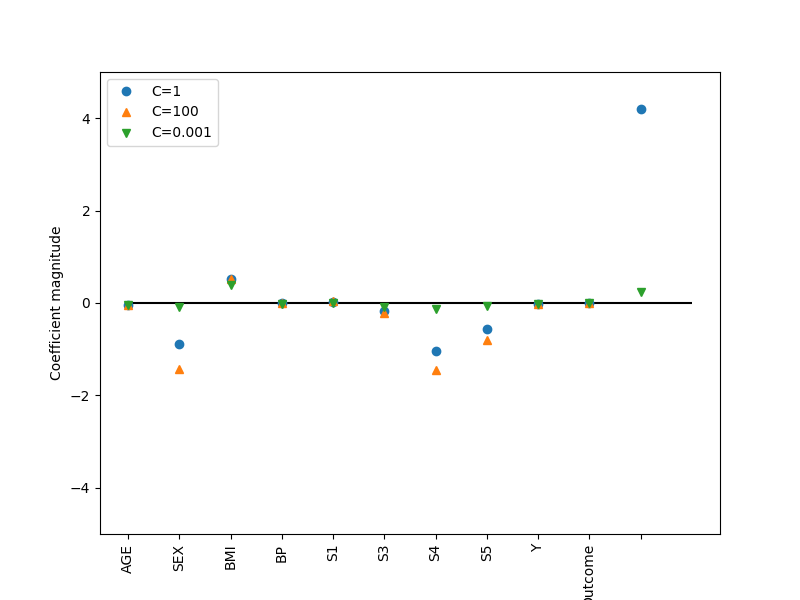 C=1
C=100
C=0.001
4
2
0
−2
−4
Coefficient magnitude
AGE
SEX
BMI
BP
S1
S3
S4
S5
Y
Outcome